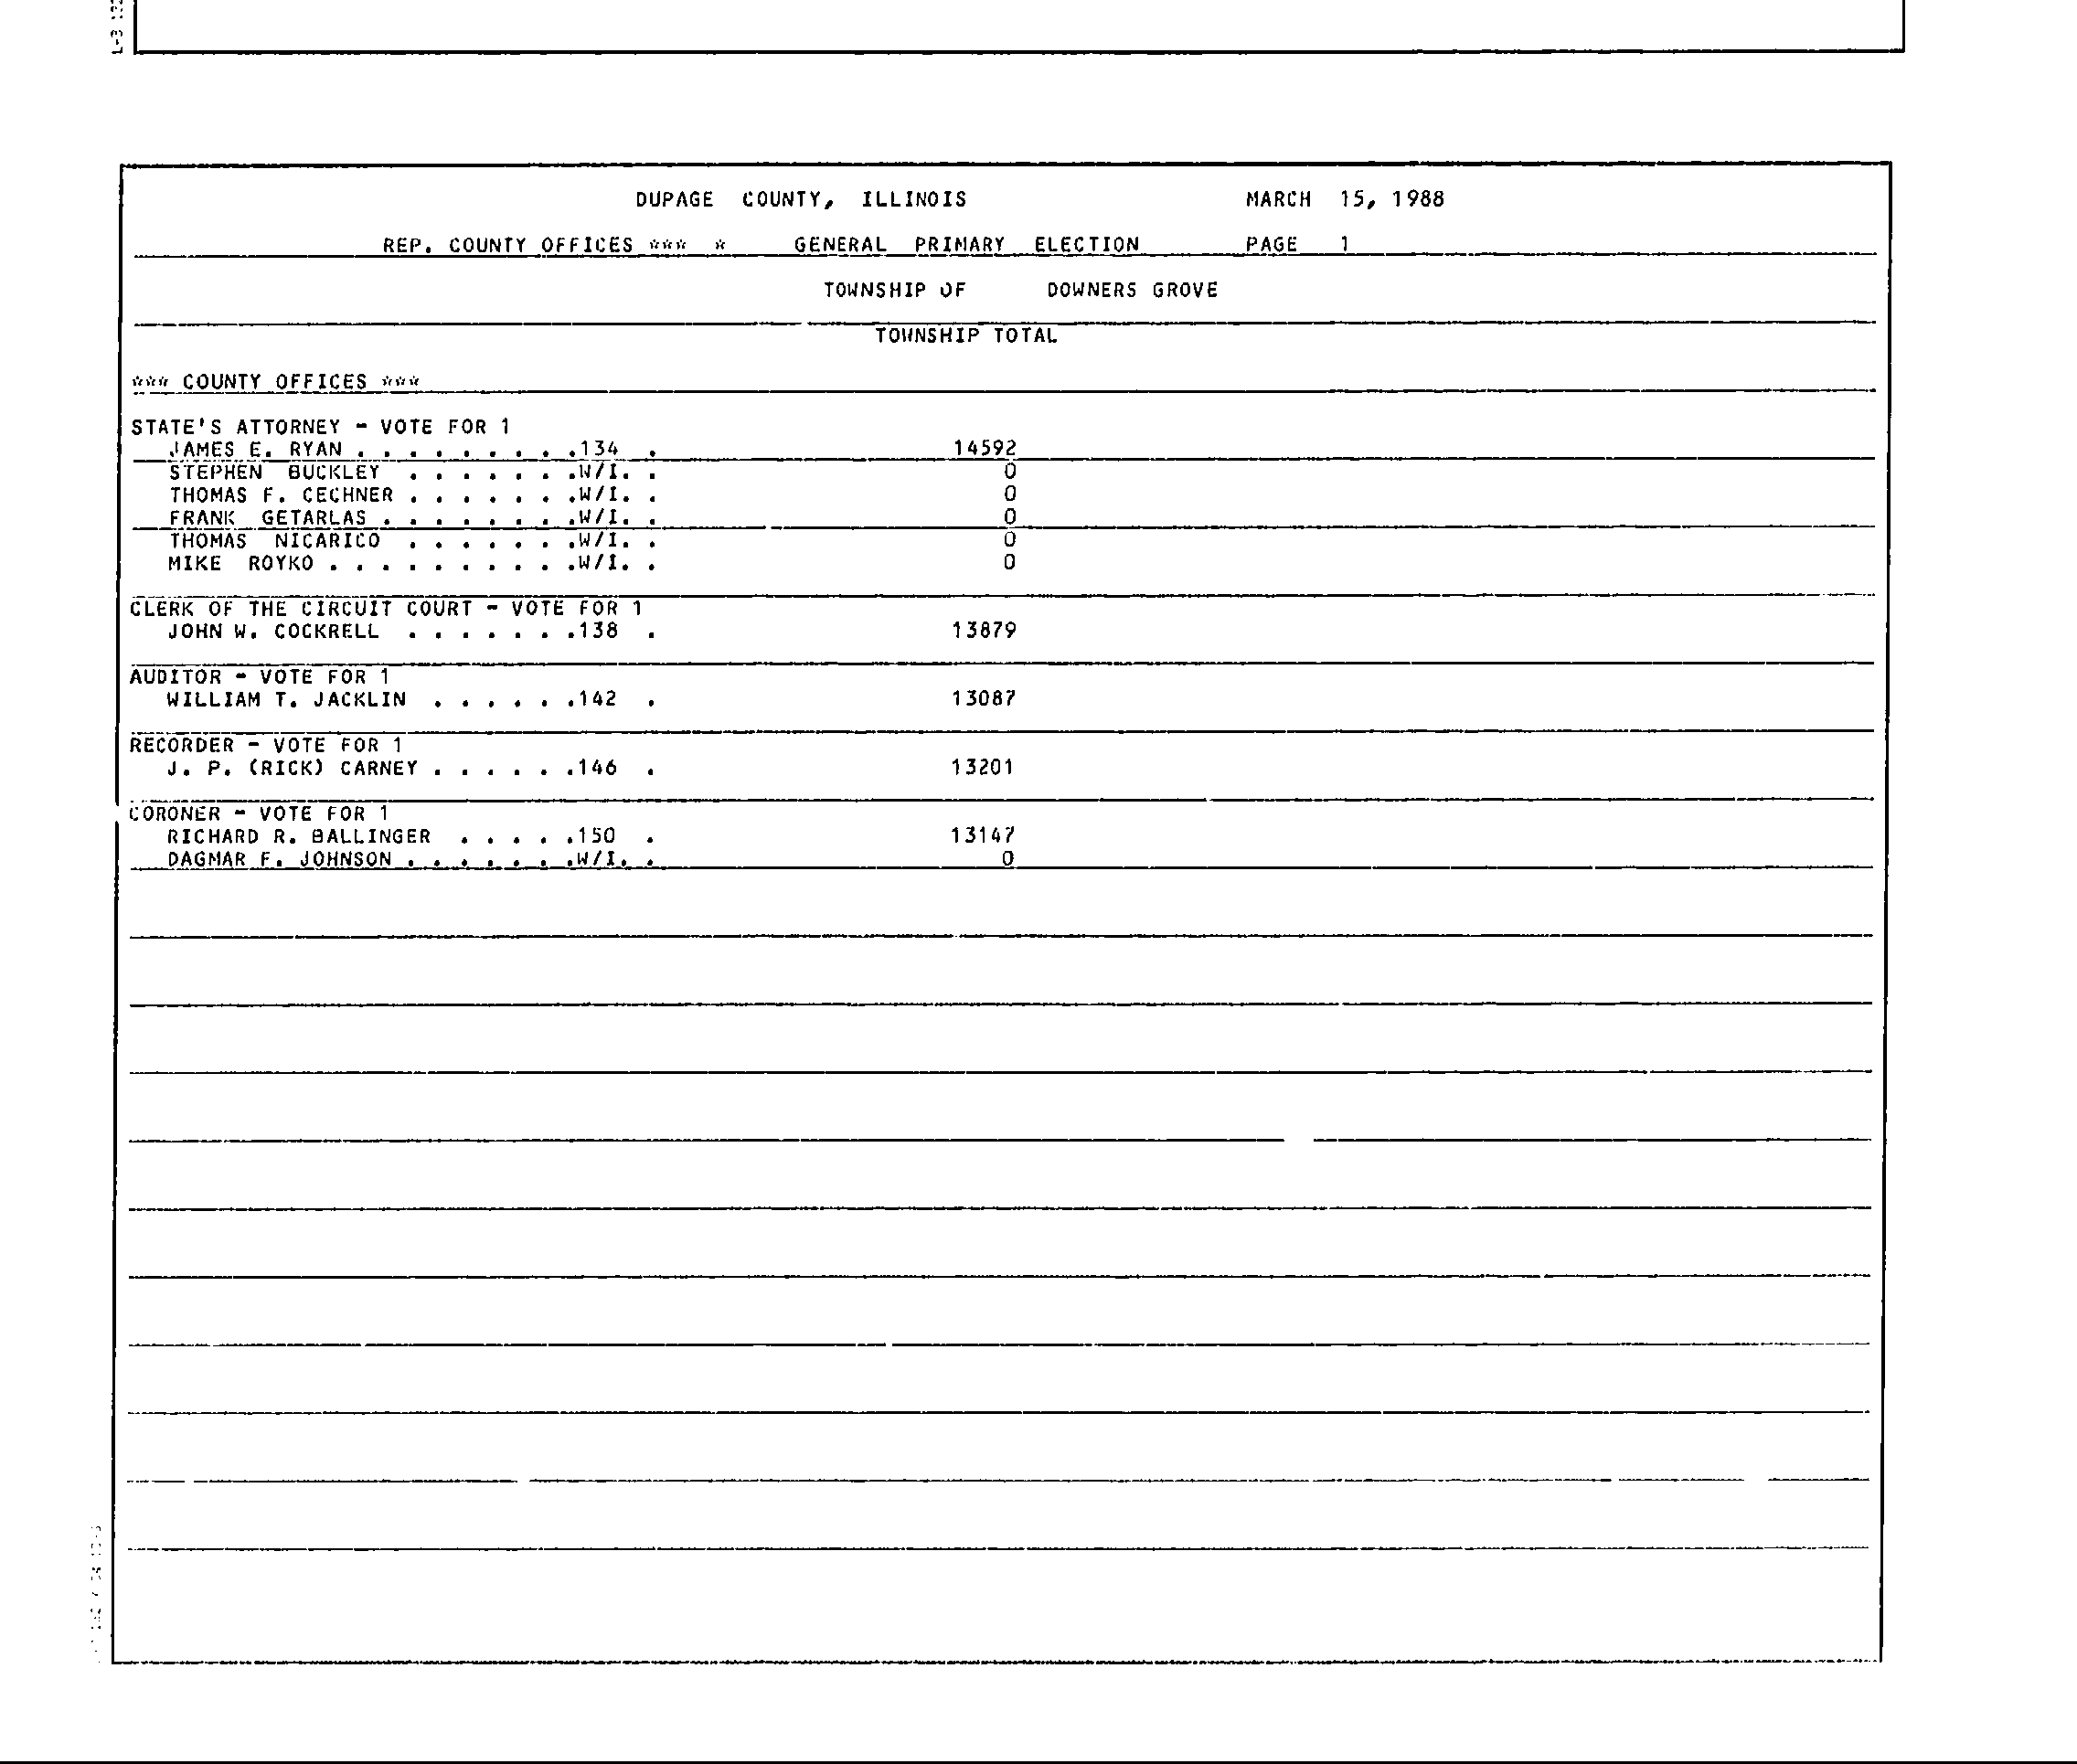 DUPAGE COUNTY, ILLINOIS MARCH 15, 1988
REP. COUNTY OFFICES *** * GENERAL PRIMARY ELECTION PAGE 1
TOWNSHIP OF DOWNERS GROVE
TOWNSHIP TOTAL
*** COUNTY OFFICES ***
STATE'S ATTORNEY - VOTE FOR 1
JAMES E. RYAN . . . . . . . . .134 . 14592
STEPHEN BUCKLEY . . . . . . .W/I. . 0
THOMAS F. CECHNER . . . . . . .W/I. . 0
FRANK GETARLAS . . . . . . . .W/I. . 0
THOMAS NICARICO . . . . . . .W/I. . 0
MIKE ROYKO . . . . . . . . . .W/I. . 0
CLERK OF THE CIRCUIT COURT - VOTE FOR 1
JOHN W. COCKRELL . . . . . . .138 . 13879
AUDITOR - VOTE FOR 1
WILLIAM T. JACKLIN . . . . . .142 . 13087
RECORDER - VOTE FOR 1
J. P. (RICK) CARNEY . . . . . .146 . 13201
CORONER - VOTE FOR 1
RICHARD R. BALLINGER . . . . .150 . 13147
DAGMAR F. JOHNSON . . . . . . .W/I. . 0